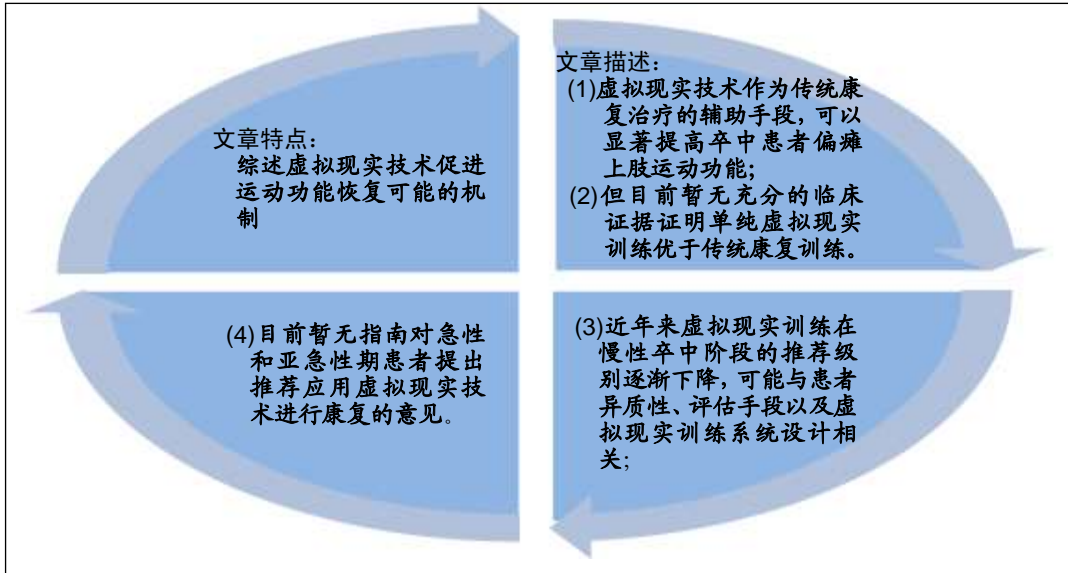 文章特点：
综述虚拟现实技术促进
运动功能恢复可能的机
制
文章描述：
(1)虚拟现实技术作为传统康
复治疗的辅助手段，可以
显著提高卒中患者偏瘫
上肢运动功能；
(2)但目前暂无充分的临床
证据证明单纯虚拟现实
训练优于传统康复训练。
(3)近年来虚拟现实训练在
慢性卒中阶段的推荐级
别逐渐下降，可能与患者
异质性、评估手段以及虚
拟现实训练系统设计相
关；
(4)目前暂无指南对急性
和亚急性期患者提出
推荐应用虚拟现实技
术进行康复的意见。